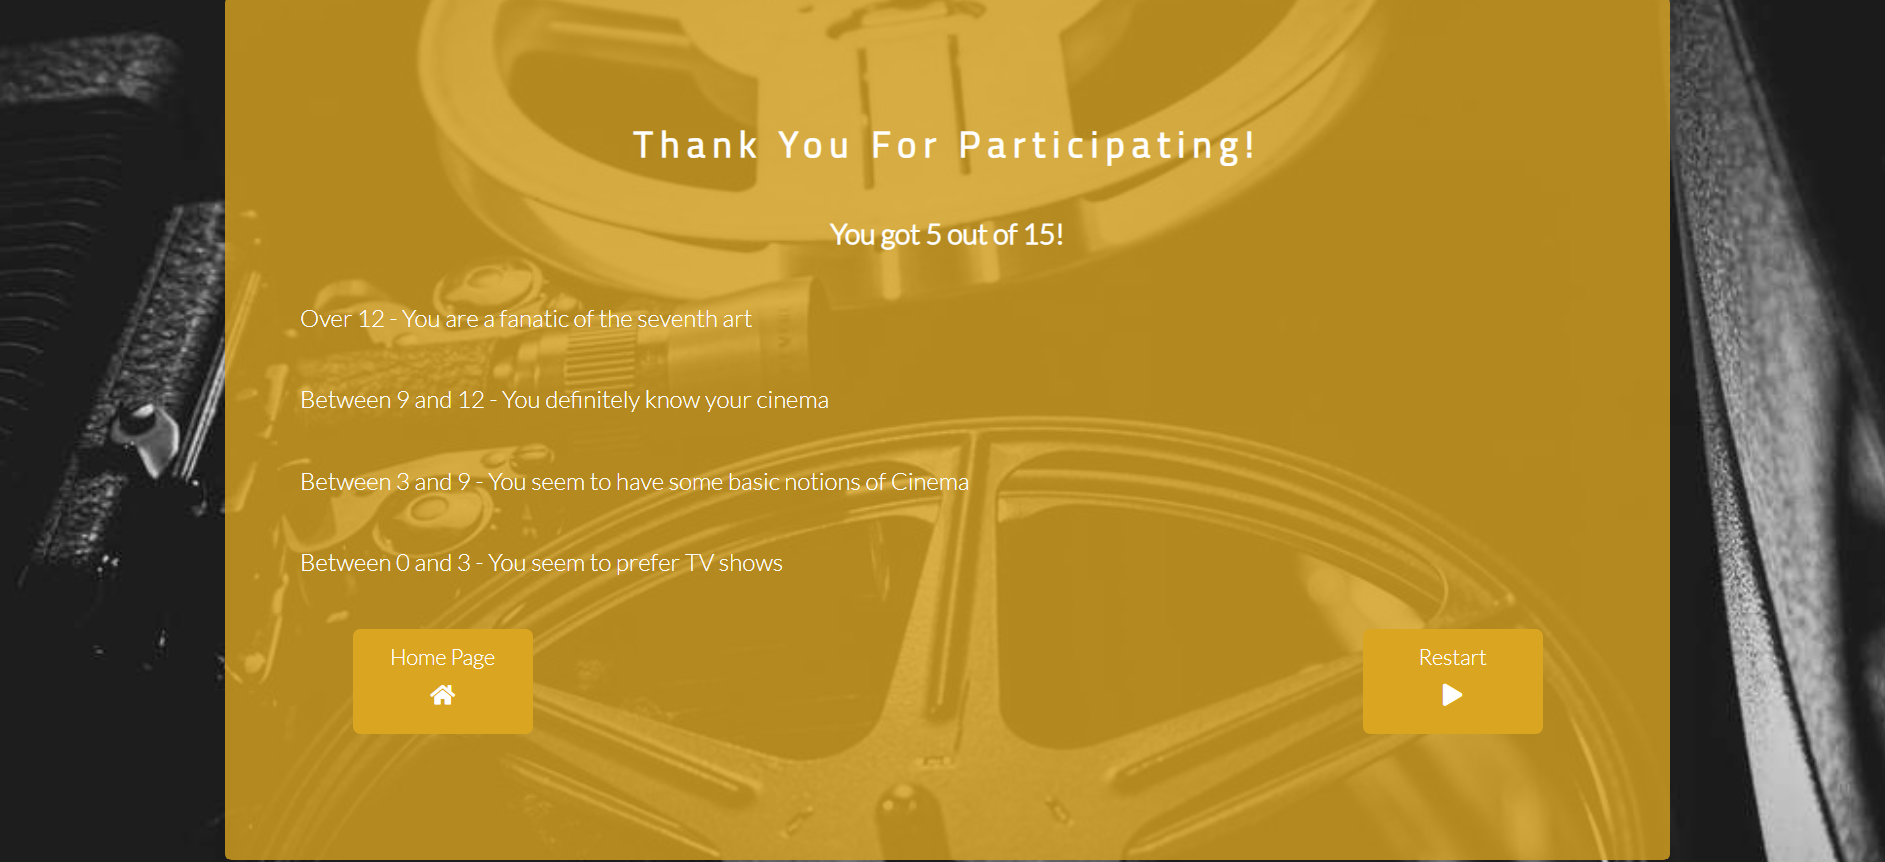 Thank You For Participating!
You got 5 out of 15!
Over 12 - You are a fanatic of the seventh art
Between 9 and 12 - You definitely know your cinema
Between 3 and 9 - You seem to have some basic notions of Cinema
Between 0 and 3 - You seem to prefer TV shows
Home Page
Restart